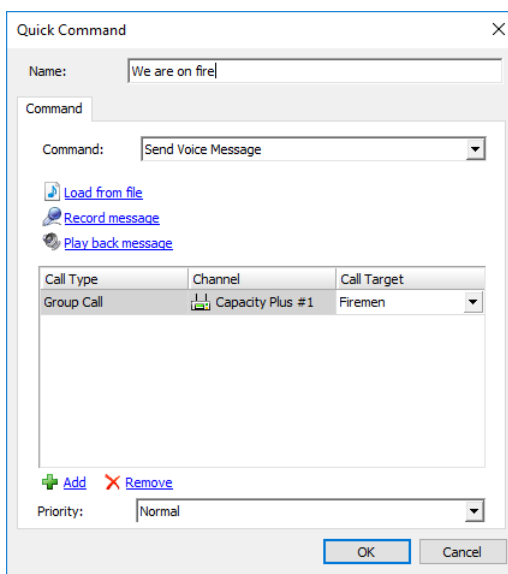 Quick Command
Name: We are on fire
Command
Command: Send Voice Message
Load from file
Record message
Play back message
Call Type Channel Call Target
Group Call Capacity Plus #1 Firemen
Add Remove
Priority: Normal
OK Cancel